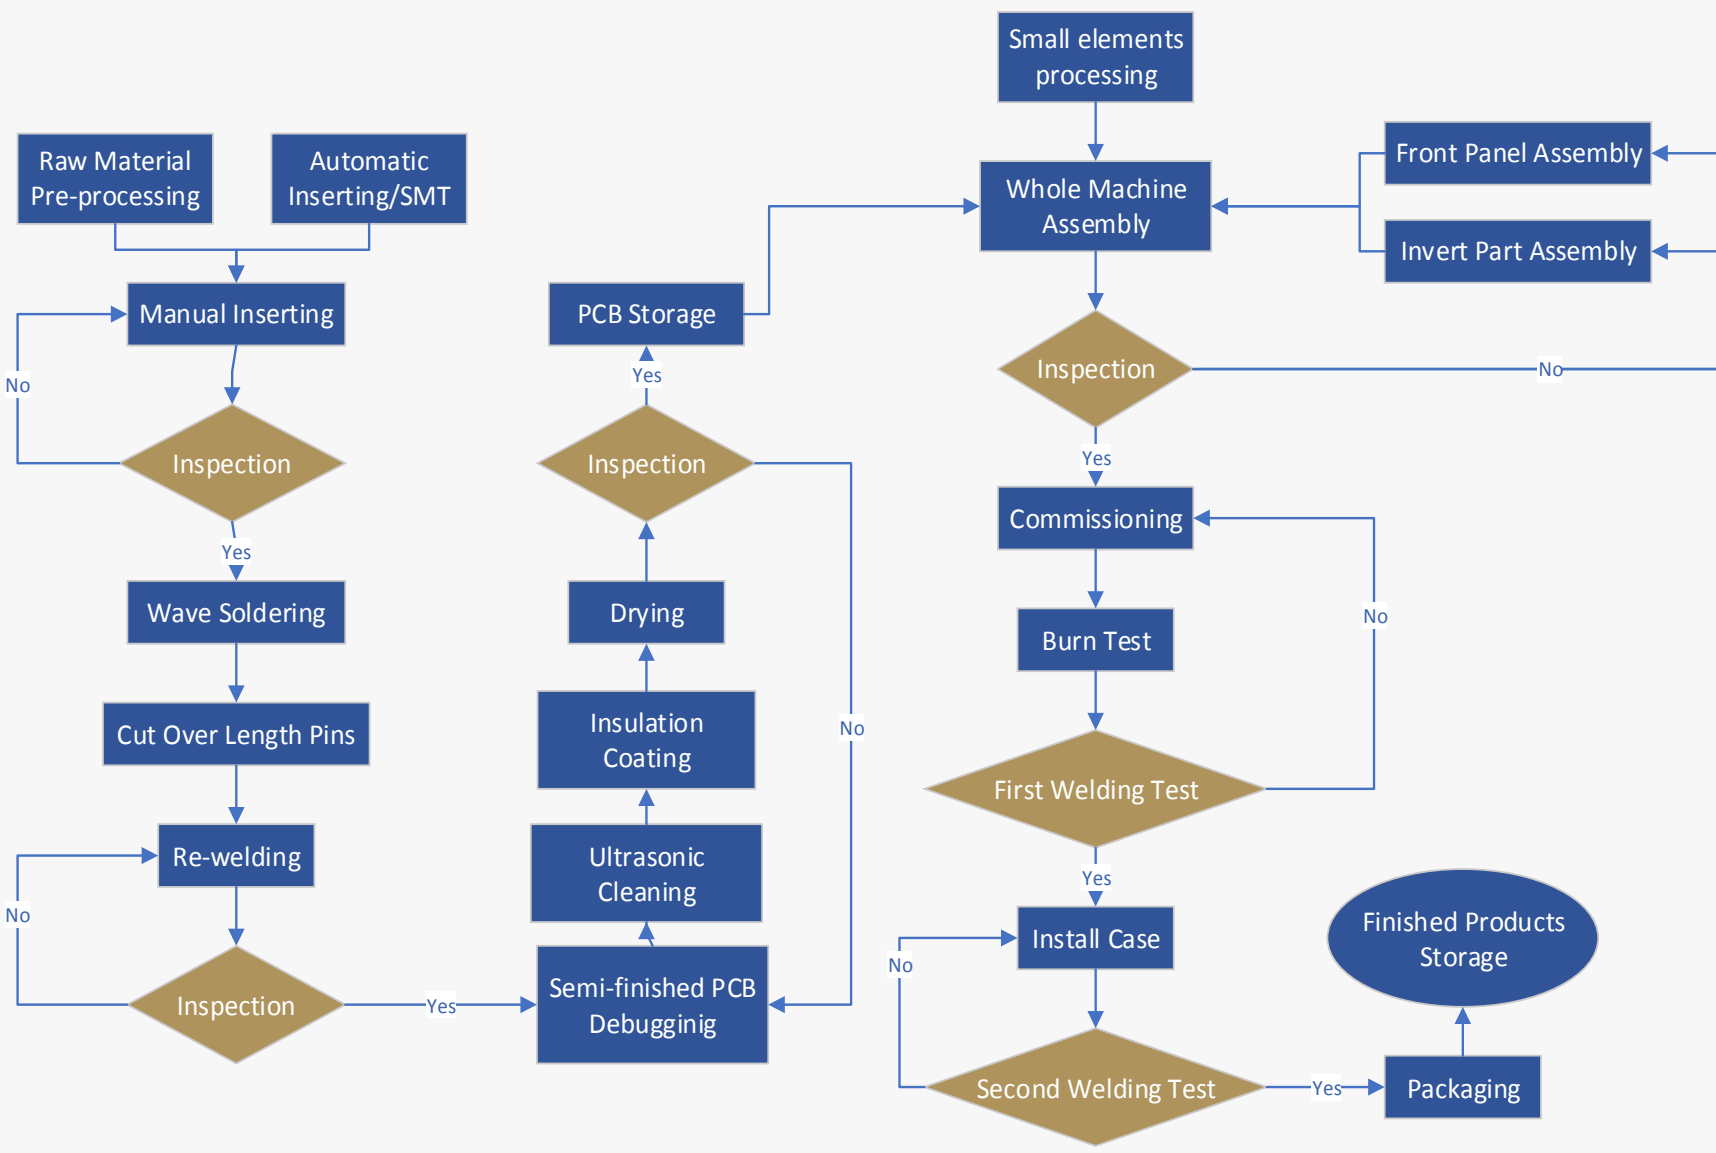 Small elements
processing
Raw Material
Pre-processing
Automatic
Inserting/SMT
Front Panel Assembly
Whole Machine
Assembly
Invert Part Assembly
Manual Inserting
PCB Storage
No
Yes
Inspection
No
Inspection
Inspection
Yes
Commissioning
Yes
Wave Soldering
Drying
No
Burn Test
Cut Over Length Pins
Insulation
Coating
No
First Welding Test
Re-welding
Ultrasonic
Cleaning
Yes
No
Install Case
Finished Products
Storage
No
Inspection
Yes
Semi-finished PCB
Debugginig
Second Welding Test
Yes
Packaging